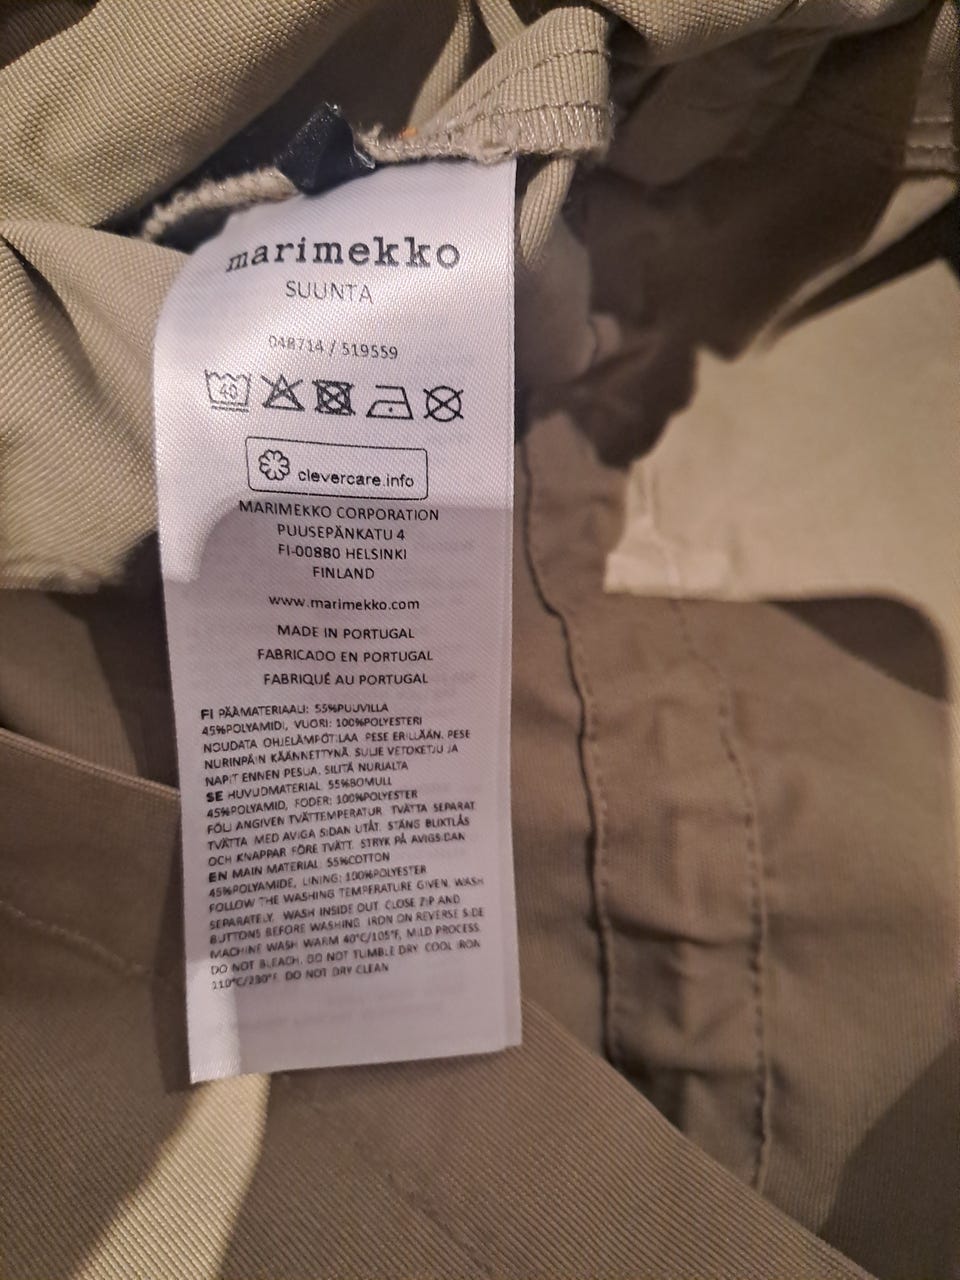 marimekko
SUUNTA
048714 / 519559
40
clevercare.info
MARIMEKKO CORPORATION
PUUSEPÄNKATU 4
FI-00880 HELSINKI
FINLAND
www.marimekko.com
MADE IN PORTUGAL
FABRICADO EN PORTUGAL
FABRIQUÉ AU PORTUGAL
FI PÄÄMATERIAALI: 55%PUUVILLA
45%POLYAMIDI, VUORI: 100%POLYESTERI
NOUDATA OHJELÄMPÖTILAA PESE ERILLÄÄN. PESE
NURINPÄIN KÄÄNNETTYNÄ. SULJE VETOKETJU JA
NAPIT ENNEN PESUA. SILITÄ NURJALTA
SE HUVUDMATERIAL 55%BOMULL
45%POLYAMID, FODER: 100%POLYESTER
FÖLJ ANGIVEN TVÄTTEMPERATUR TVÄTTA SEPARAT
TVÄTTA MED AVIGA SIDAN UTÅT. STÄNG BLIXTLÅS
OCH KNAPPAR FÖRE TVÄTT. STRYK PÅ AVIGSIDAN
EN MAIN MATERIAL 55%COTTON
45%POLYAMIDE, LINING: 100%POLYESTER
FOLLOW THE WASHING TEMPERATURE GIVEN. WASH
SEPARATELY. WASH INSIDE OUT. CLOSE ZIP AND
BUTTONS BEFORE WASHING IRON ON REVERSE SIDE
MACHINE WASH WARM 40°C/105°F, MILD PROCESS
DO NOT BLEACH. DO NOT TUMBLE DRY COOL IRON
110°C/230°F DO NOT DRY CLEAN